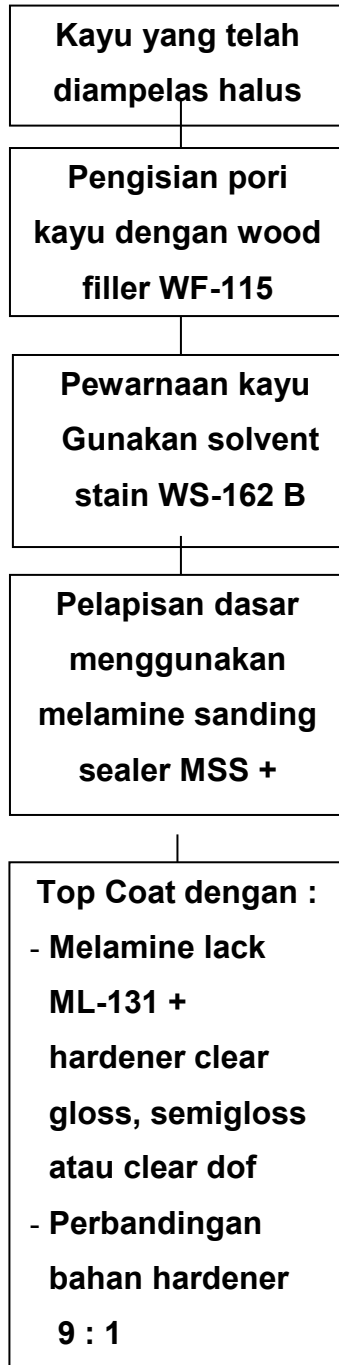 Kayu yang telah
diampelas halus
Pengisian pori
kayu dengan wood
filler WF-115
Pewarnaan kayu
Gunakan solvent
stain WS-162 B
Pelapisan dasar
menggunakan
melamine sanding
sealer MSS +
Top Coat dengan :
- Melamine lack
ML-131 +
hardener clear
gloss, semigloss
atau clear dof
- Perbandingan
bahan hardener
9 : 1